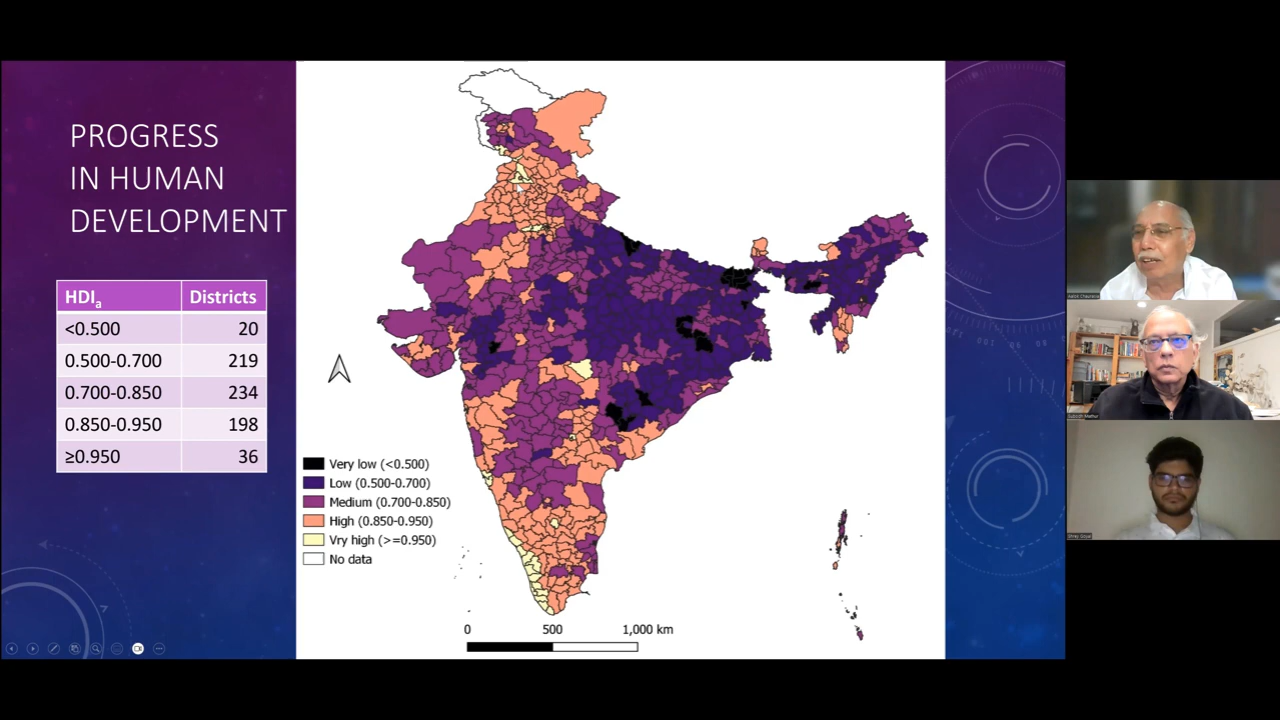 PROGRESS
IN HUMAN
DEVELOPMENT
HDIa Districts
<0.500 20
0.500-0.700 219
0.700-0.850 234
0.850-0.950 198
≥0.950 36
Very low (<0.500)
Low (0.500-0.700)
Medium (0.700-0.850)
High (0.850-0.950)
Vry high (>=0.950)
No data
0 500 1,000 km
Subodh Mathur